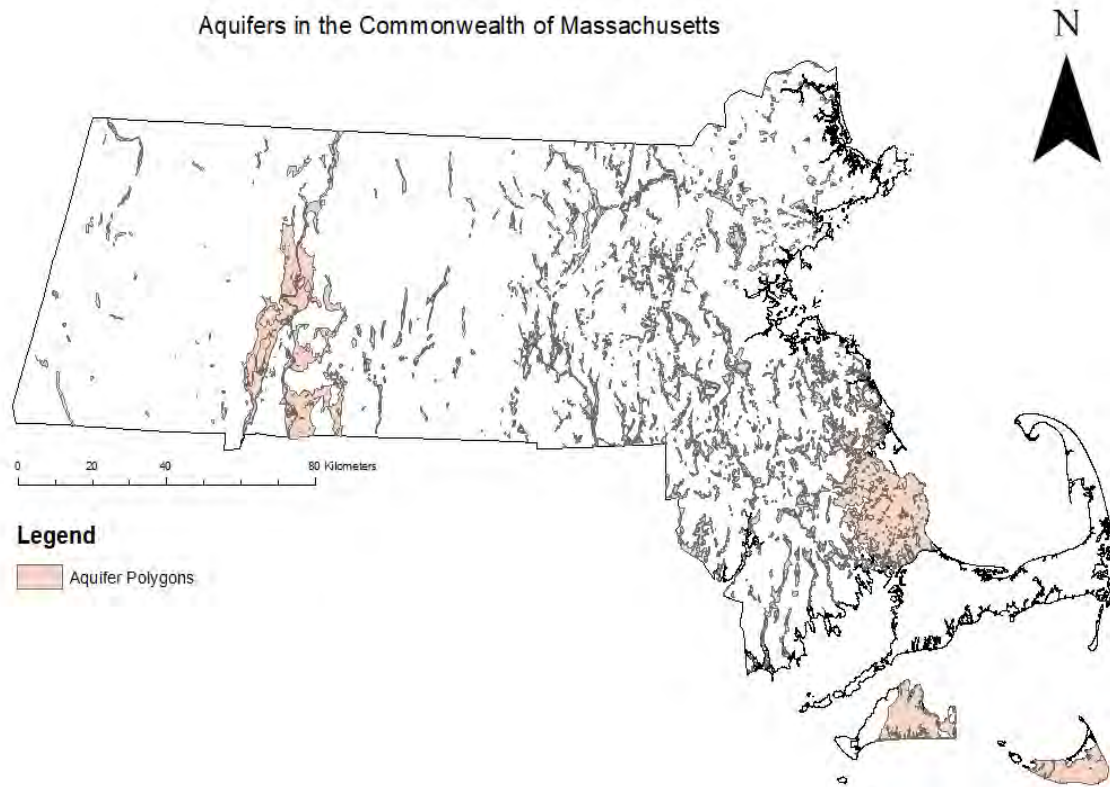 Aquifers in the Commonwealth of Massachusetts
N
0 20 40 80 Kilometers
Legend
Aquifer Polygons